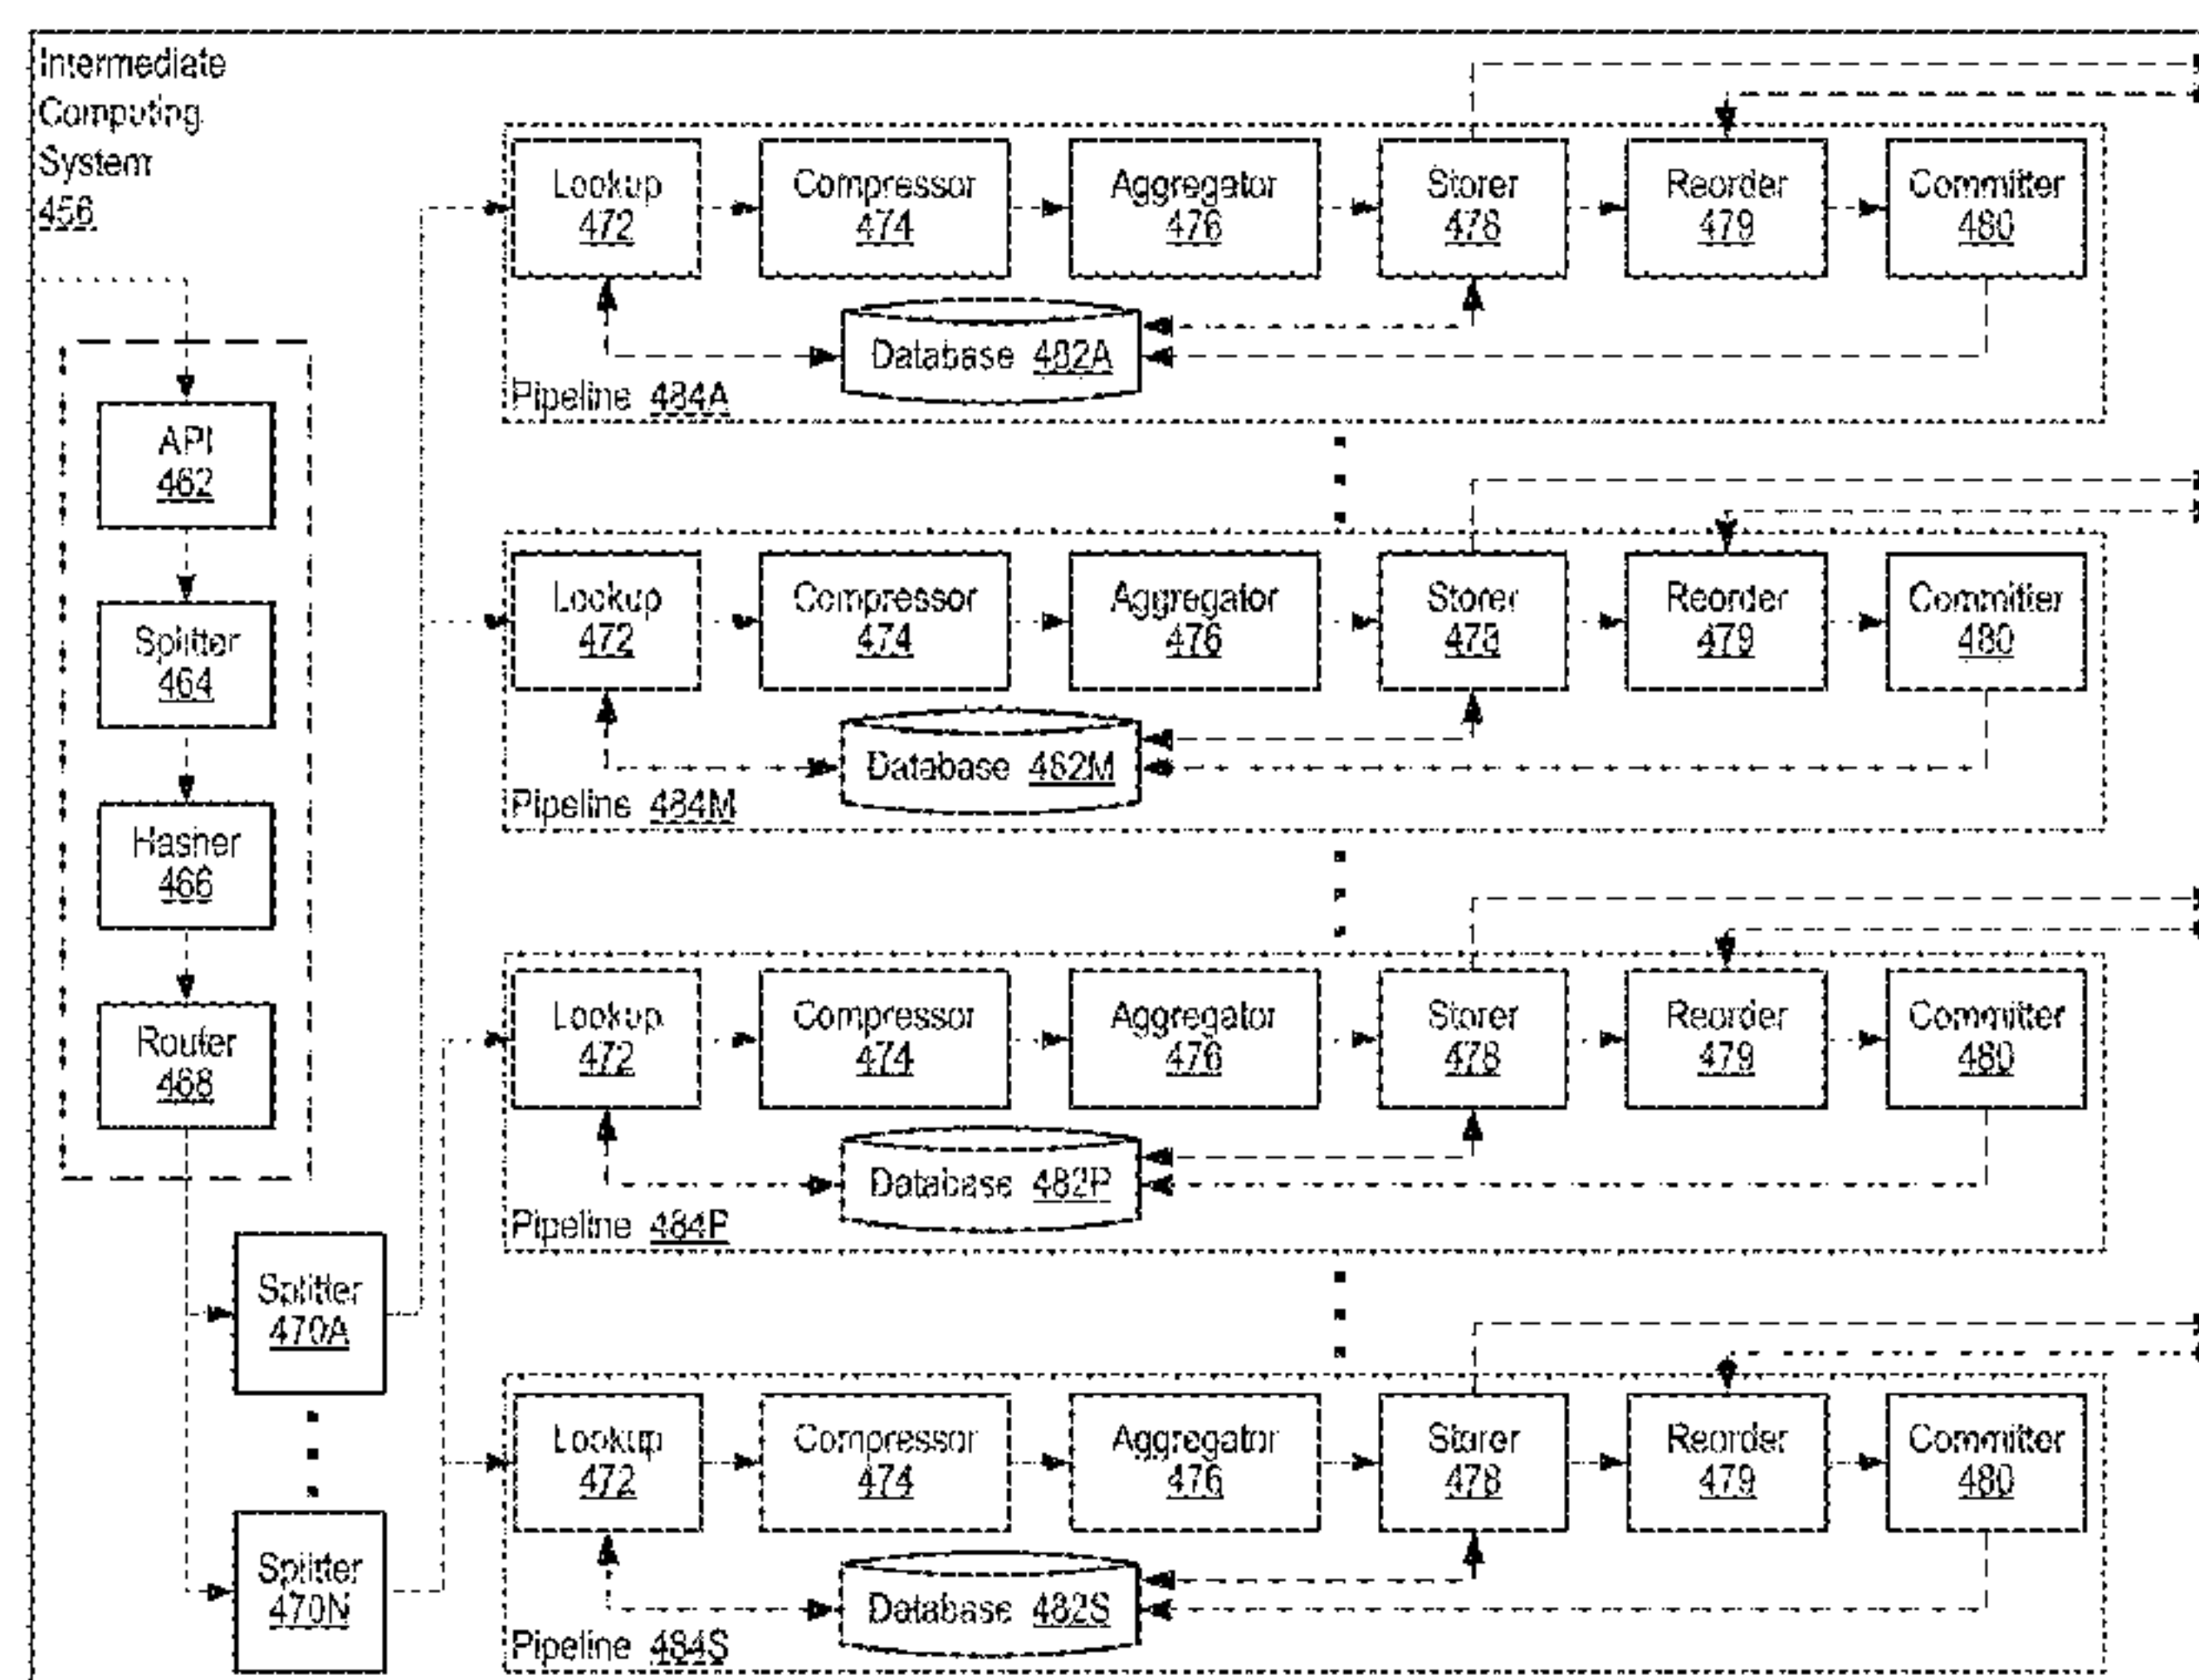 Intermediate
Computing
System
456
API
462
Splitter
464
Hasher
466
Router
468
Splitter
470A
Splitter
470N
Lookup
472
Compressor
474
Aggregator
476
Storer
478
Reorder
479
Committer
480
Database 482A
Pipeline 484A
Lookup
472
Compressor
474
Aggregator
476
Storer
478
Reorder
479
Committer
480
Database 482M
Pipeline 484M
Lookup
472
Compressor
474
Aggregator
476
Storer
478
Reorder
479
Committer
480
Database 482P
Pipeline 484P
Lookup
472
Compressor
474
Aggregator
476
Storer
478
Reorder
479
Committer
480
Database 482S
Pipeline 484S